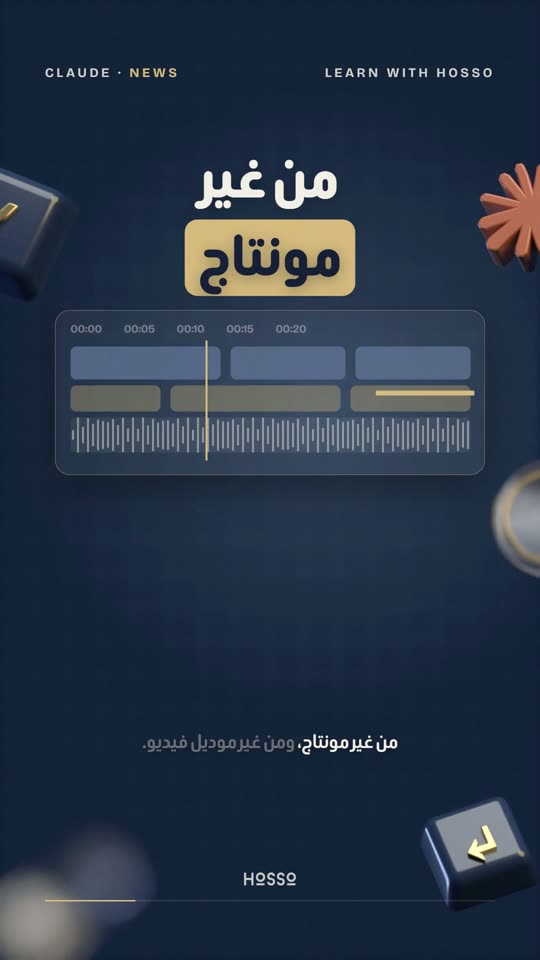 CLAUDE · NEWS
LEARN WITH HOSSO
من غير
مونتاج
00:00 00:05 00:10 00:15 00:20
من غير مونتاج، ومن غير موديل فيديو.
HOSSO